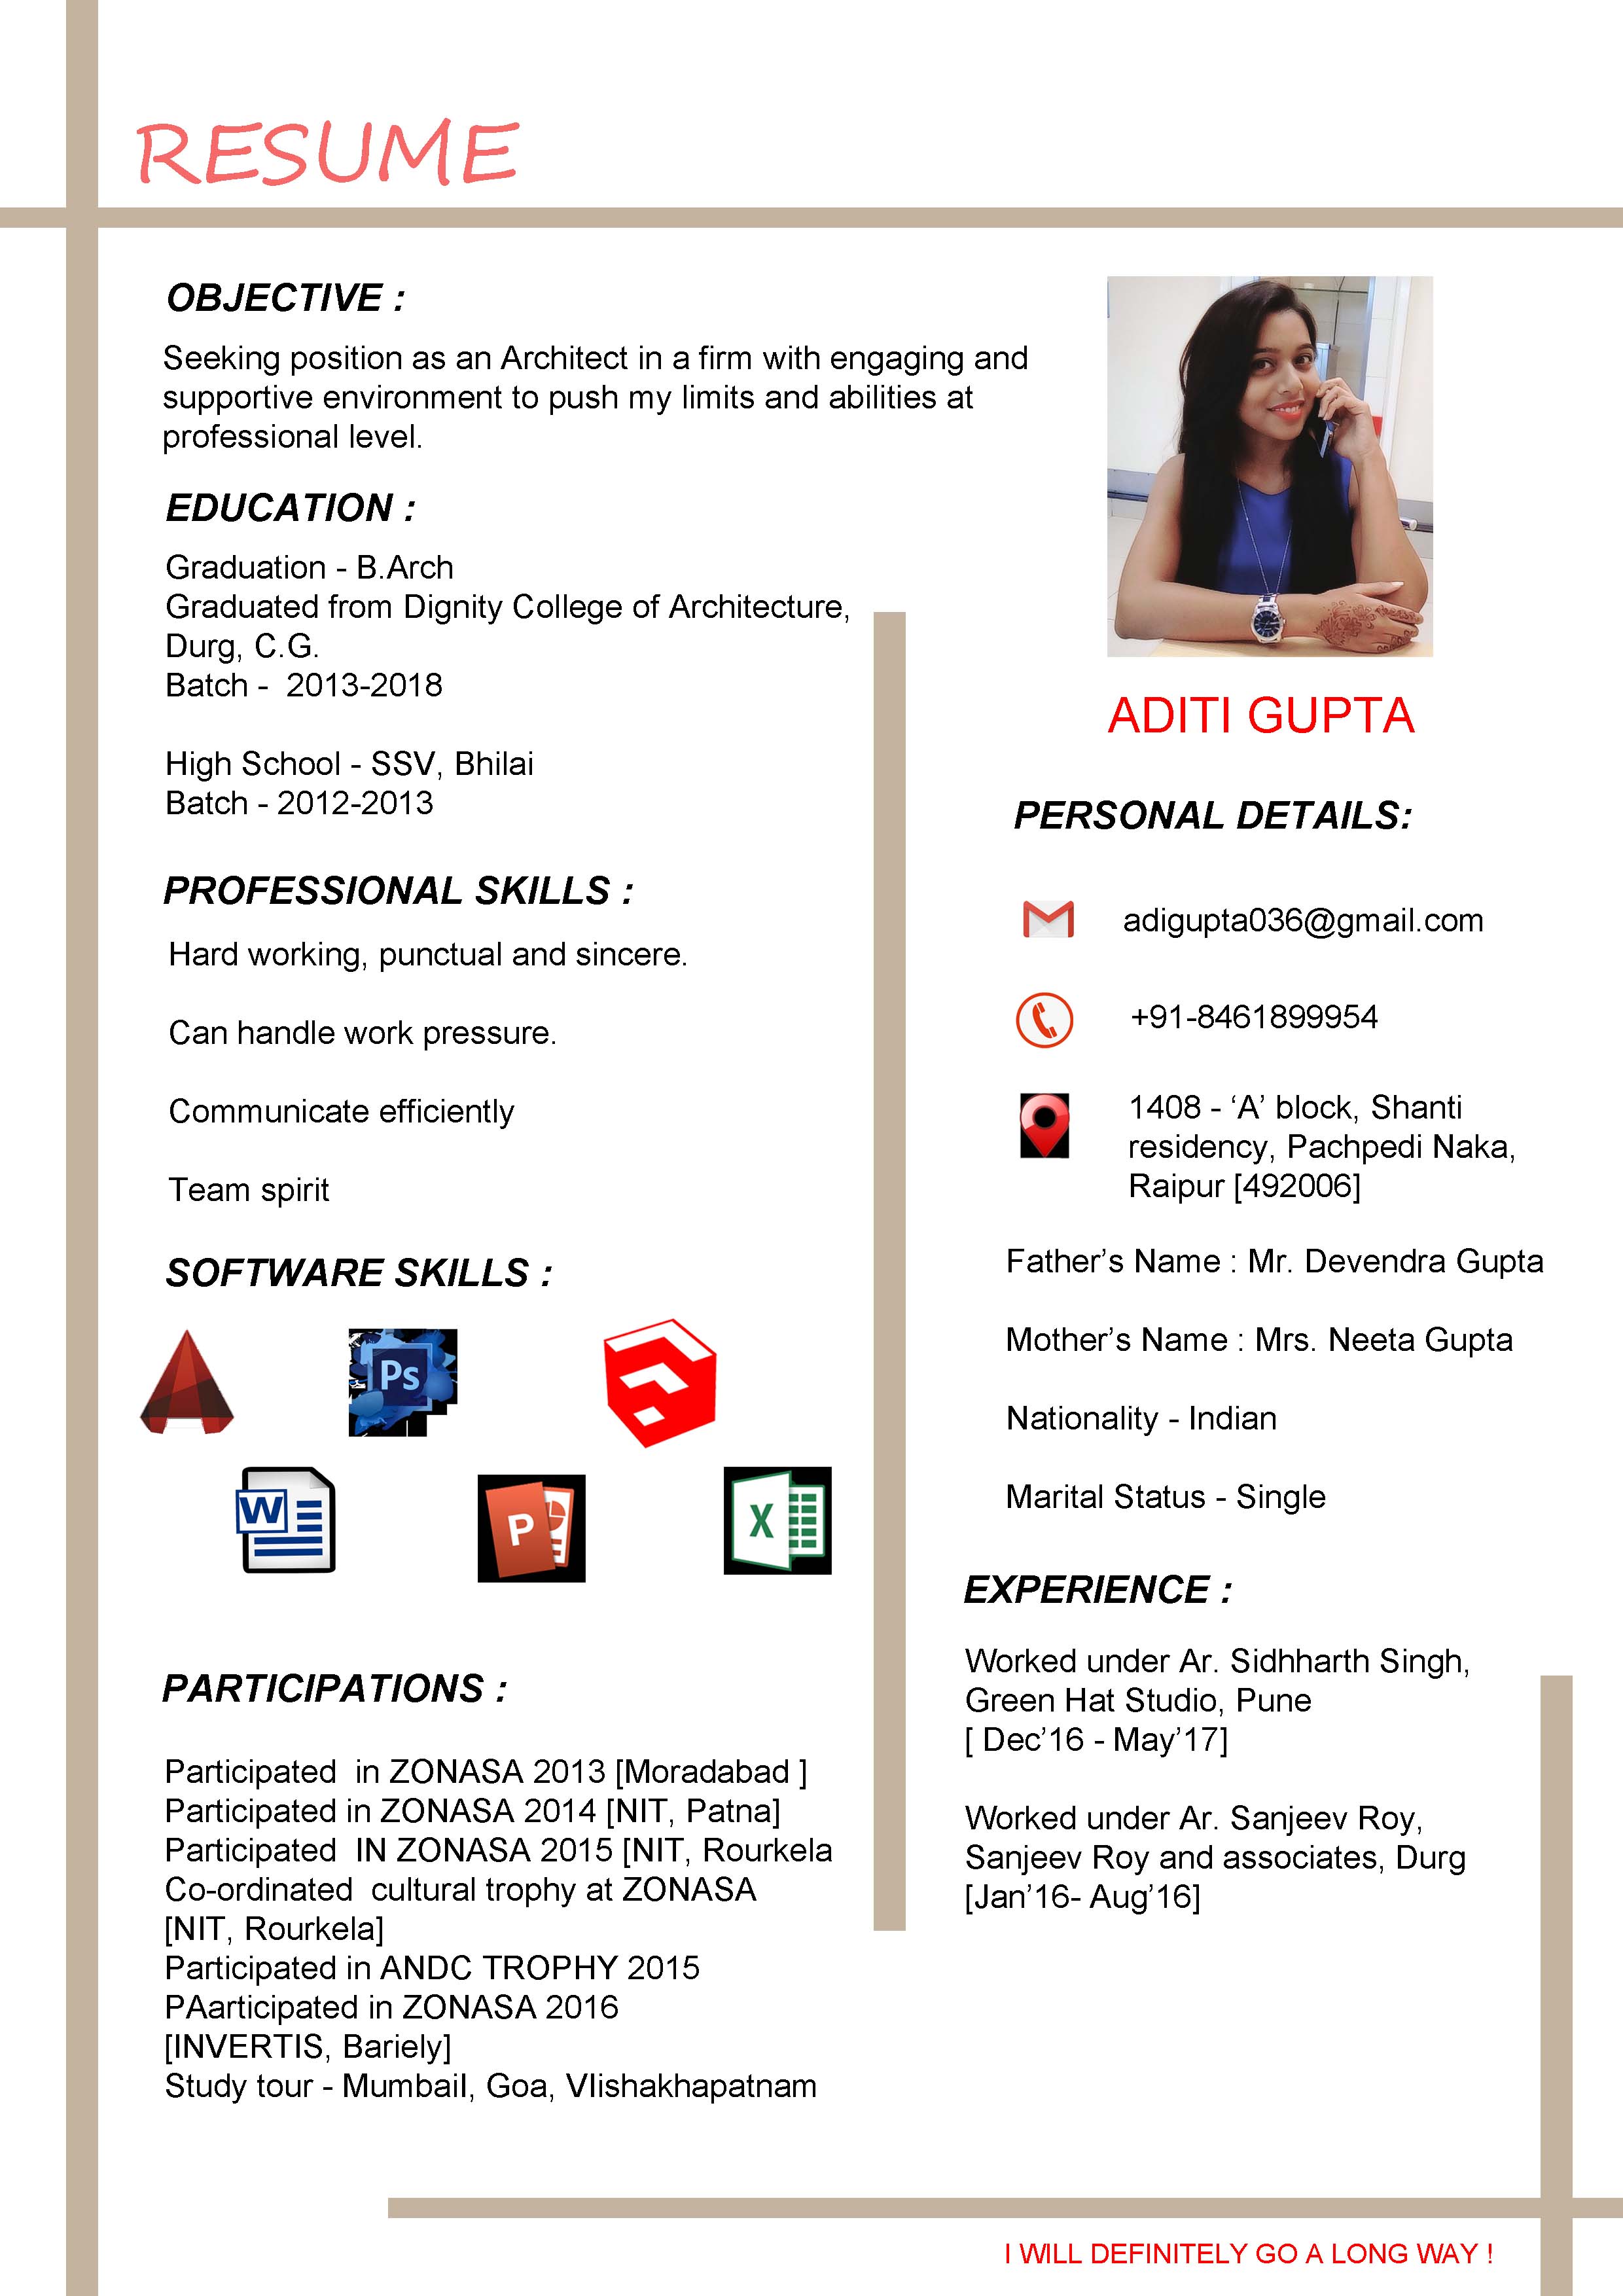 RESUME
OBJECTIVE :
Seeking position as an Architect in a firm with engaging and
supportive environment to push my limits and abilities at
professional level.
EDUCATION :
Graduation - B.Arch
Graduated from Dignity College of Architecture,
Durg, C.G.
Batch -  2013-2018
High School - SSV, Bhilai
Batch - 2012-2013
PROFESSIONAL SKILLS :
Hard working, punctual and sincere.
Can handle work pressure.
Communicate efficiently
Team spirit
SOFTWARE SKILLS :
Ps
W
P
X
PARTICIPATIONS :
Participated  in ZONASA 2013 [Moradabad ]
Participated in ZONASA 2014 [NIT, Patna]
Participated  IN ZONASA 2015 [NIT, Rourkela
Co-ordinated  cultural trophy at ZONASA
[NIT, Rourkela]
Participated in ANDC TROPHY 2015
PAarticipated in ZONASA 2016
[INVERTIS, Bariely]
Study tour - Mumbail, Goa, VIishakhapatnam
ADITI GUPTA
PERSONAL DETAILS:
adigupta036@gmail.com
+91-8461899954
1408 - ‘A’ block, Shanti
residency, Pachpedi Naka,
Raipur [492006]
Father’s Name : Mr. Devendra Gupta
Mother’s Name : Mrs. Neeta Gupta
Nationality - Indian
Marital Status - Single
EXPERIENCE :
Worked under Ar. Sidhharth Singh,
Green Hat Studio, Pune
[ Dec’16 - May’17]
Worked under Ar. Sanjeev Roy,
Sanjeev Roy and associates, Durg
[Jan’16- Aug’16]
I WILL DEFINITELY GO A LONG WAY !